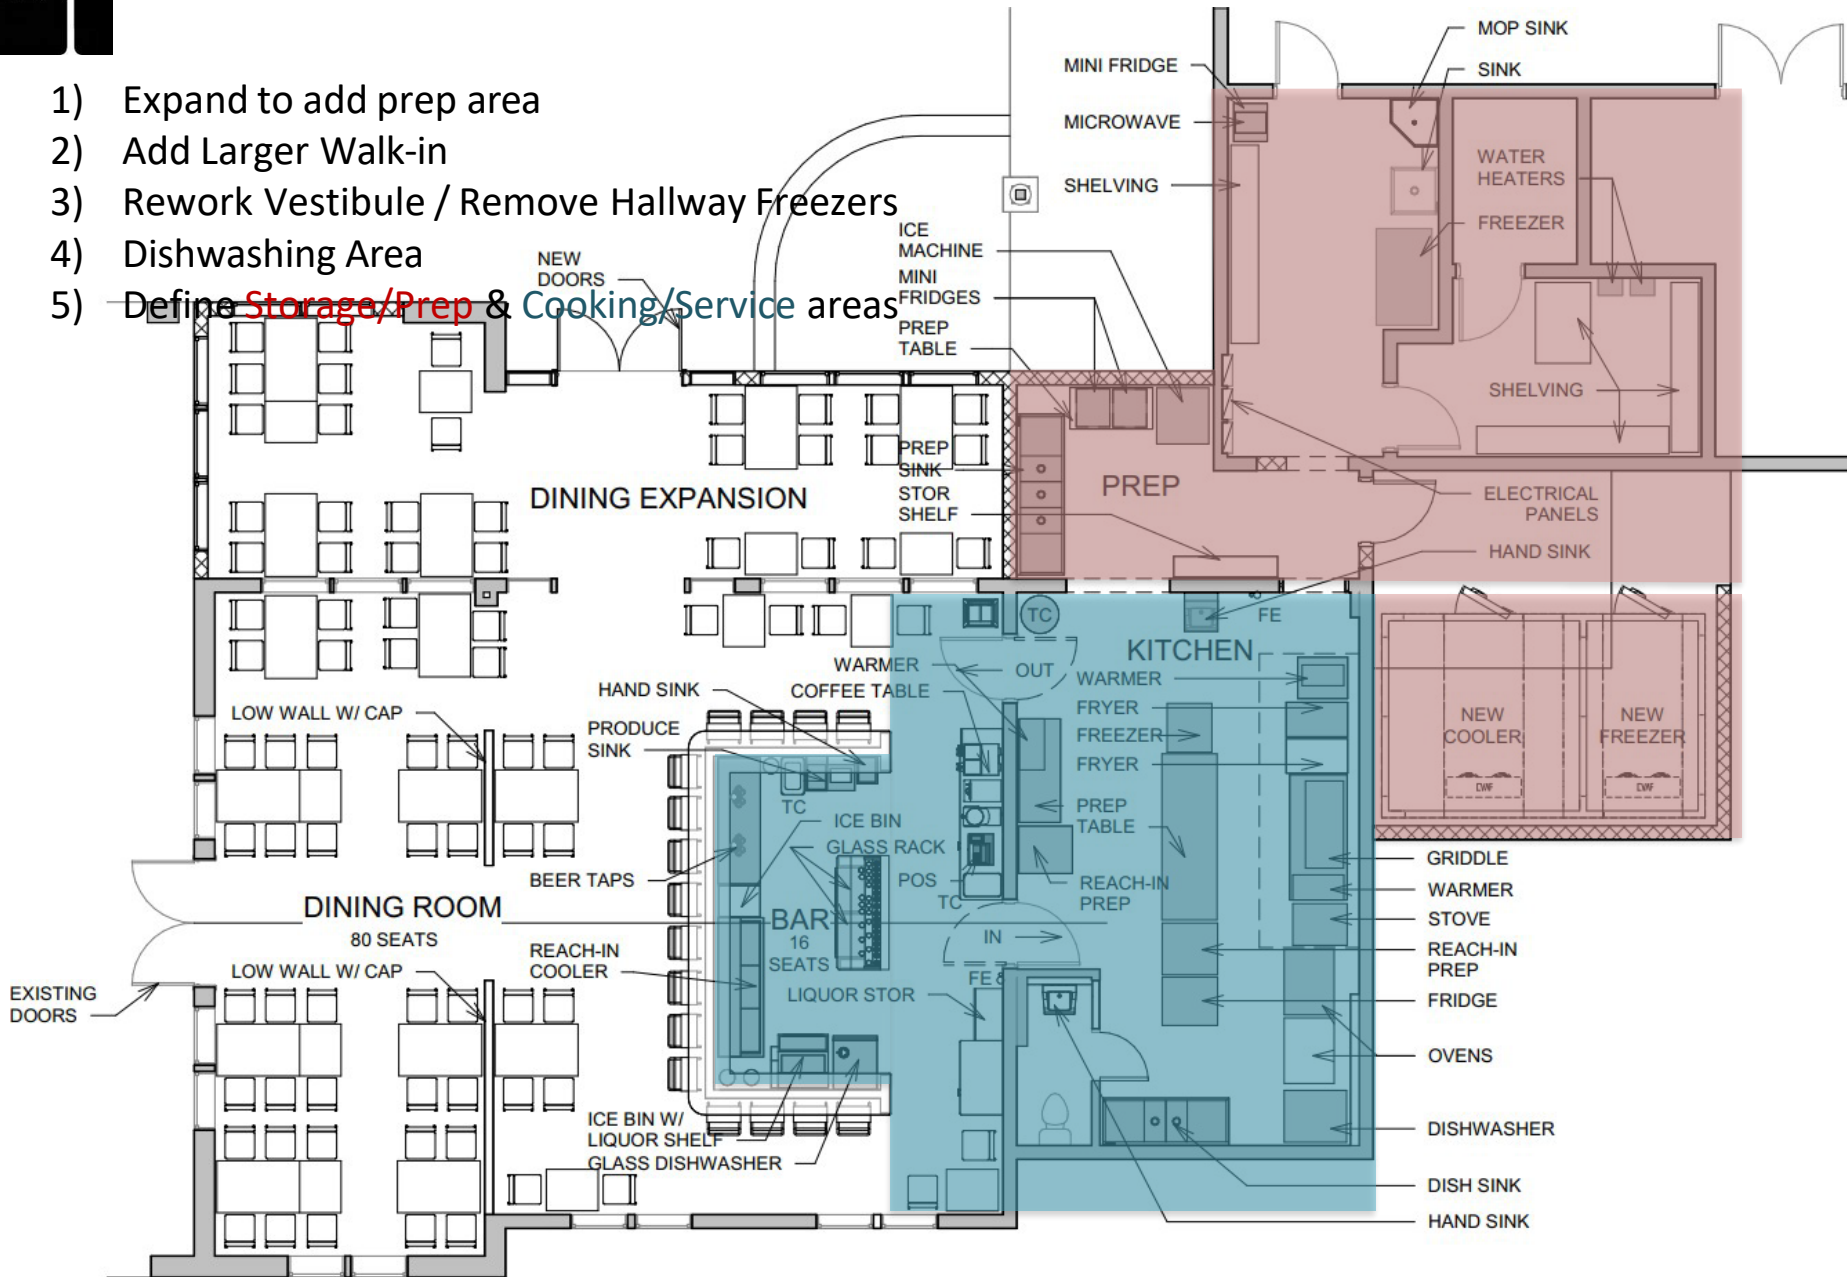 1) Expand to add prep area
2) Add Larger Walk-in
3) Rework Vestibule / Remove Hallway Freezers
4) Dishwashing Area
5) Define Storage/Prep & Cooking/Service areas
MOP SINK
SINK
MINI FRIDGE
MICROWAVE
SHELVING
WATER
HEATERS
FREEZER
SHELVING
ICE
MACHINE
MINI
FRIDGES
PREP
TABLE
NEW
DOORS
PREP
SINK
STOR
SHELF
PREP
ELECTRICAL
PANELS
HAND SINK
DINING EXPANSION
TC
FE
KITCHEN
OUT
WARMER
COFFEE TABLE
HAND SINK
PRODUCE
SINK
LOW WALL W/ CAP
WARMER
FRYER
FREEZER
FRYER
PREP
TABLE
NEW
COOLER
NEW
FREEZER
TC
ICE BIN
GLASS RACK
POS
TC
BEER TAPS
REACH-IN
PREP
GRIDDLE
WARMER
STOVE
REACH-IN
PREP
FRIDGE
OVENS
DISHWASHER
DISH SINK
HAND SINK
DINING ROOM
80 SEATS
BAR
16
SEATS
IN
FE
REACH-IN
COOLER
LIQUOR STOR
LOW WALL W/ CAP
EXISTING
DOORS
ICE BIN W/
LIQUOR SHELF
GLASS DISHWASHER